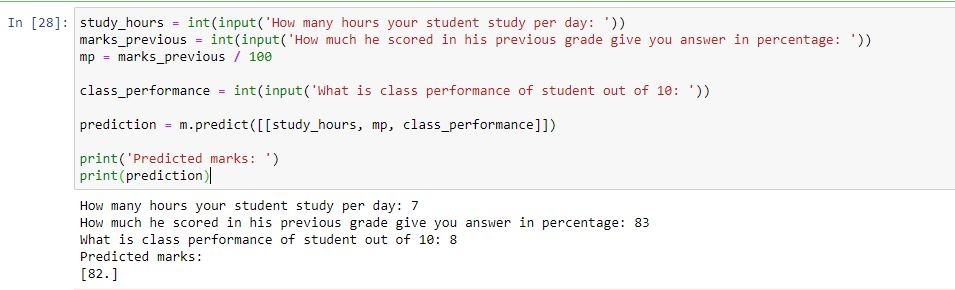 In [28]: study_hours = int(input('How many hours your student study per day: '))
marks_previous = int(input('How much he scored in his previous grade give you answer in percentage: '))
mp = marks_previous / 100
class_performance = int(input('What is class performance of student out of 10: '))
prediction = m.predict([[study_hours, mp, class_performance]])
print('Predicted marks: ')
print(prediction)
How many hours your student study per day: 7
How much he scored in his previous grade give you answer in percentage: 83
What is class performance of student out of 10: 8
Predicted marks:
[82.]